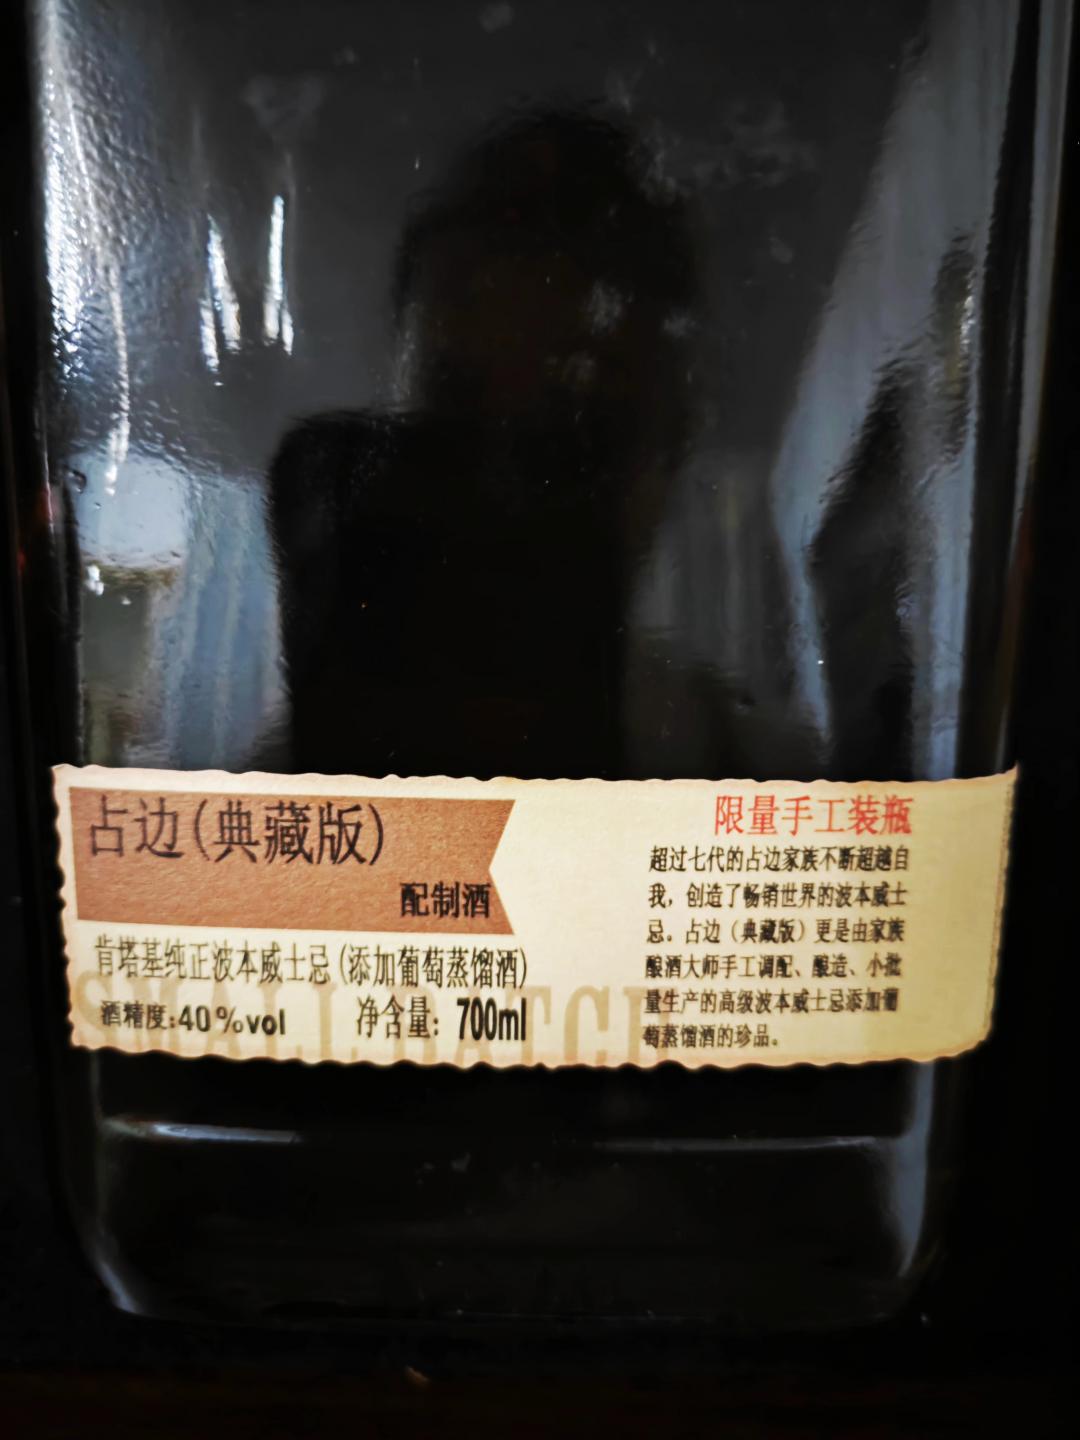 占边(典藏版)
配制酒
肯塔基纯正波本威士忌(添加葡萄蒸馏酒)
酒精度:40%vol 净含量: 700ml
SMALL BATCH
限量手工装瓶
超过七代的占边家族不断超越自
我，创造了畅销世界的波本威士
忌。占边（典藏版）更是由家族
酿酒大师手工调配、酿造、小批
量生产的高级波本威士忌添加葡
萄蒸馏酒的珍品。